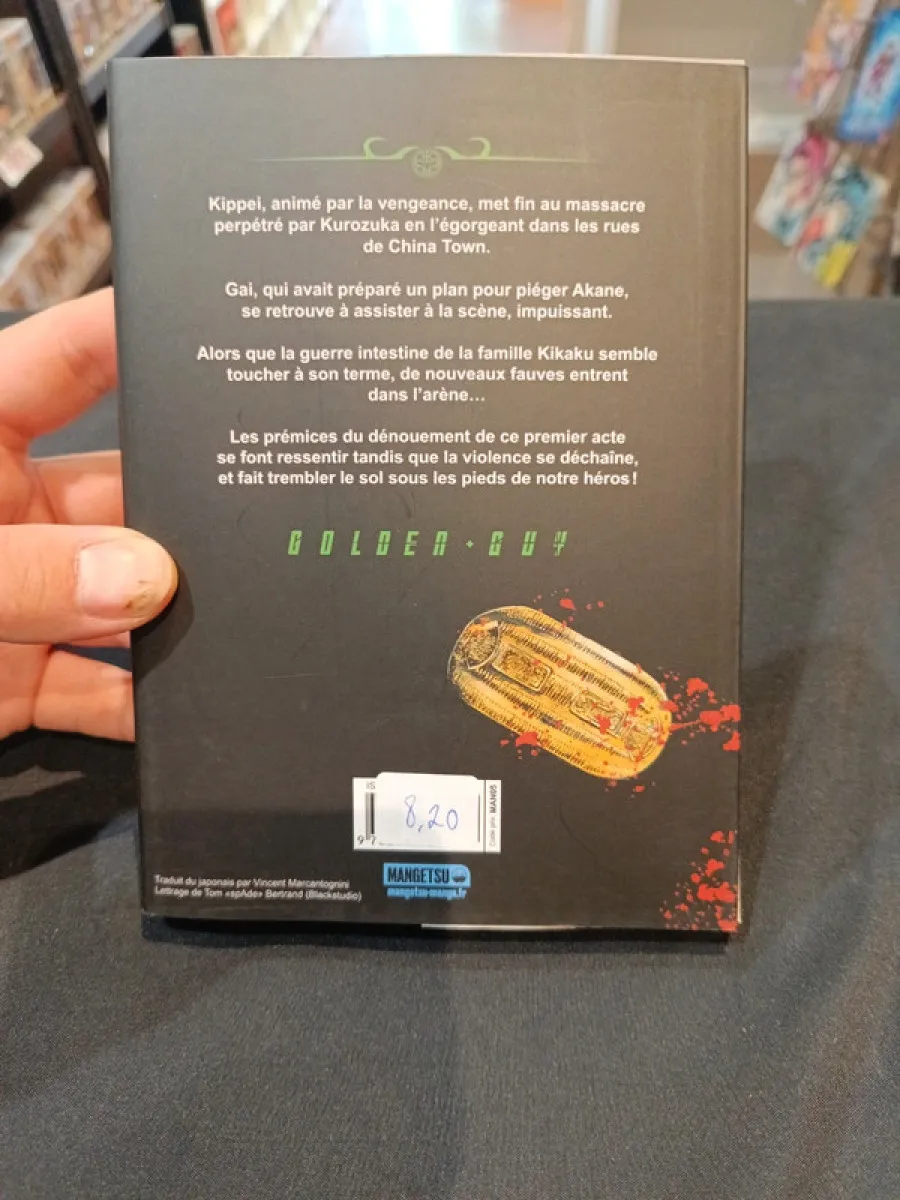 Kippei, animé par la vengeance, met fin au massacre
perpétré par Kurozuka en l'égorgeant dans les rues
de China Town.
Gai, qui avait préparé un plan pour piéger Akane,
se retrouve à assister à la scène, impuissant.
Alors que la guerre intestine de la famille Kikaku semble
toucher à son terme, de nouveaux fauves entrent
dans l'arène...
Les prémices du dénouement de ce premier acte
se font ressentir tandis que la violence se déchaîne,
et fait trembler le sol sous les pieds de notre héros !
GOLDEN GUY
8,20
Code prix MAN05
97
MANGETSU
mangetsu-manga.fr
Traduit du japonais par Vincent Marcantognini
Lettrage de Tom «spAde» Bertrand (Blackstudio)